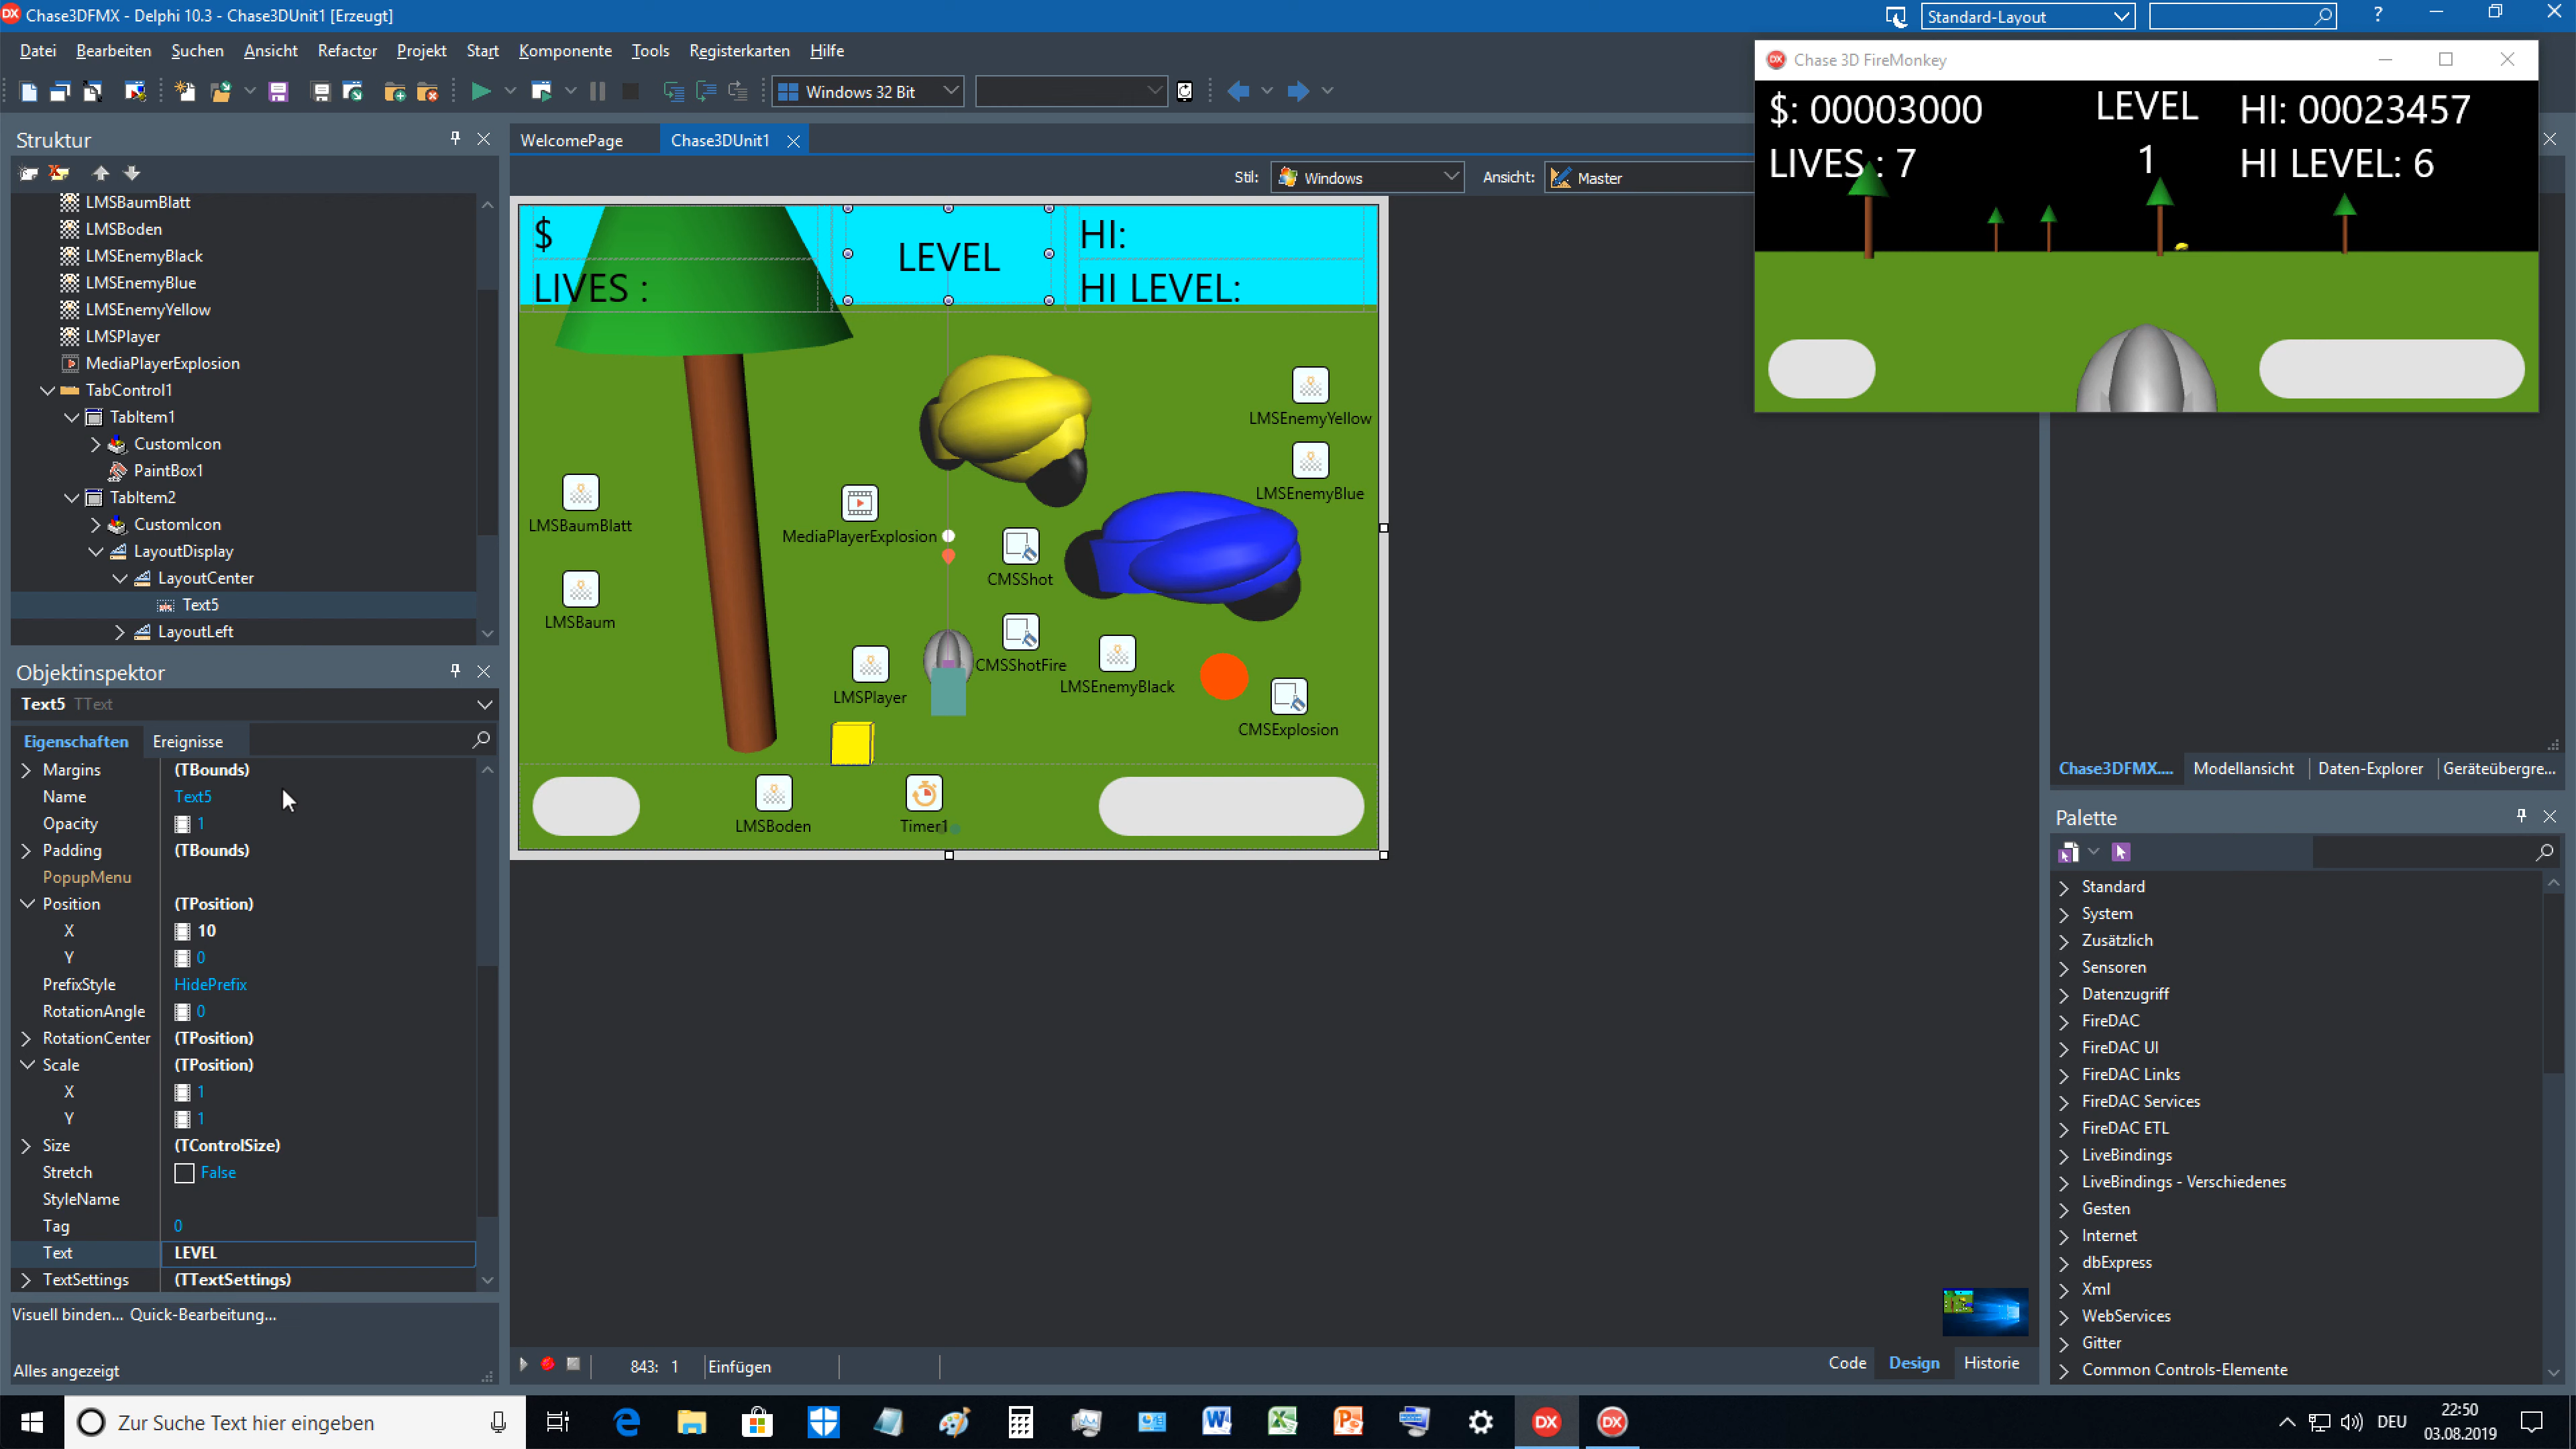 Chase3DFMX - Delphi 10.3 - Chase3DUnit1 [Erzeugt]
Standard-Layout
?
Datei Bearbeiten Suchen Ansicht Refactor Projekt Start Komponente Tools Registerkarten Hilfe
Windows 32 Bit
Chase 3D FireMonkey
$: 00003000 LEVEL HI: 00023457
LIVES : 7 1 HI LEVEL: 6
Struktur
LMSBaumBlatt
LMSBoden
LMSEnemyBlack
LMSEnemyBlue
LMSEnemyYellow
LMSPlayer
MediaPlayerExplosion
TabControl1
TabItem1
CustomIcon
PaintBox1
TabItem2
CustomIcon
LayoutDisplay
LayoutCenter
Text5
LayoutLeft
Objektinspektor
Text5 TText
Eigenschaften Ereignisse
Margins (TBounds)
Name Text5
Opacity 1
Padding (TBounds)
PopupMenu
Position (TPosition)
X 10
Y 0
PrefixStyle HidePrefix
RotationAngle 0
RotationCenter (TPosition)
Scale (TPosition)
X 1
Y 1
Size (TControlSize)
Stretch False
StyleName
Tag 0
Text LEVEL
TextSettings (TTextSettings)
Visuell binden... Quick-Bearbeitung...
Alles angezeigt
WelcomePage Chase3DUnit1
Stil: Windows Ansicht: Master
$ LEVEL HI:
LIVES : HI LEVEL:
LMSEnemyYellow
LMSEnemyBlue
LMSBaumBlatt
MediaPlayerExplosion
CMSShot
LMSBaum
CMSShotFire
LMSEnemyBlack
LMSPlayer
CMSExplosion
LMSBoden
Timer1
843: 1 Einfügen
Code Design Historie
Chase3DFMX.... Modellansicht Daten-Explorer Geräteübergre...
Palette
Standard
System
Zusätzlich
Sensoren
Datenzugriff
FireDAC
FireDAC UI
FireDAC Links
FireDAC Services
FireDAC ETL
LiveBindings
LiveBindings - Verschiedenes
Gesten
Internet
dbExpress
Xml
WebServices
Gitter
Common Controls-Elemente
Zur Suche Text hier eingeben
DX DX
DEU
22:50
03.08.2019